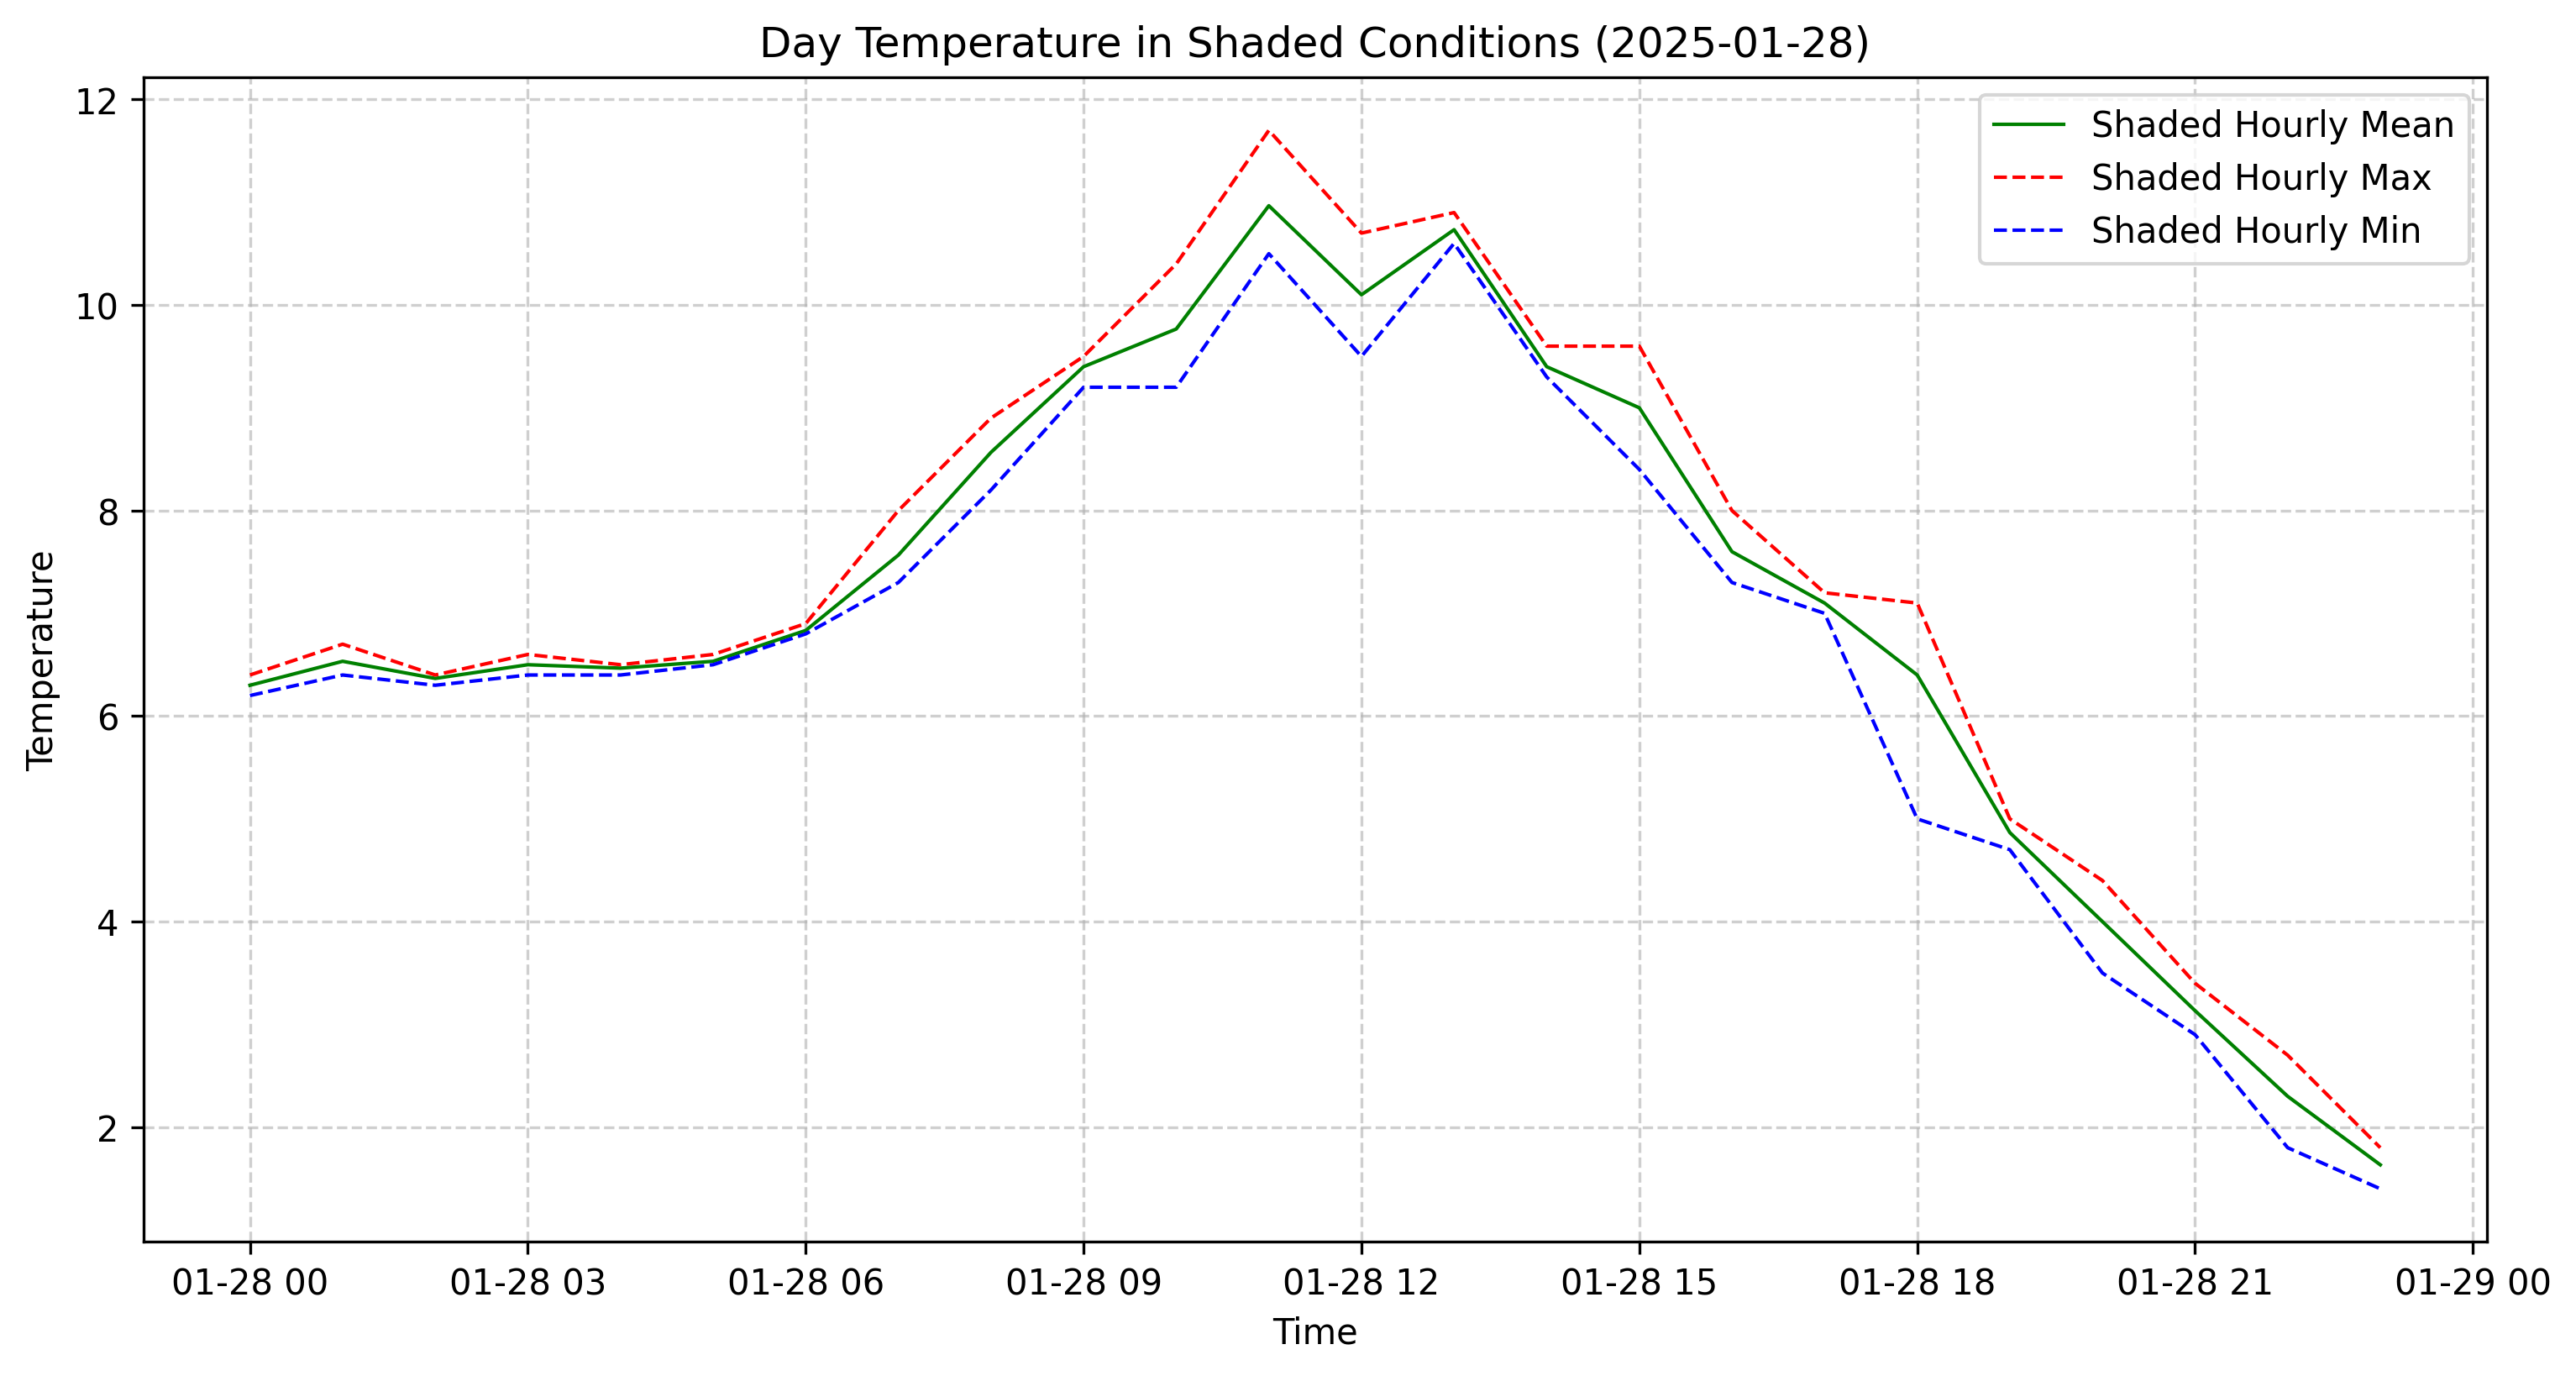 Day Temperature in Shaded Conditions (2025-01-28)
12
10
8
6
4
2
Temperature
Shaded Hourly Mean
Shaded Hourly Max
Shaded Hourly Min
01-28 00 01-28 03 01-28 06 01-28 09 01-28 12 01-28 15 01-28 18 01-28 21 01-29 00
Time